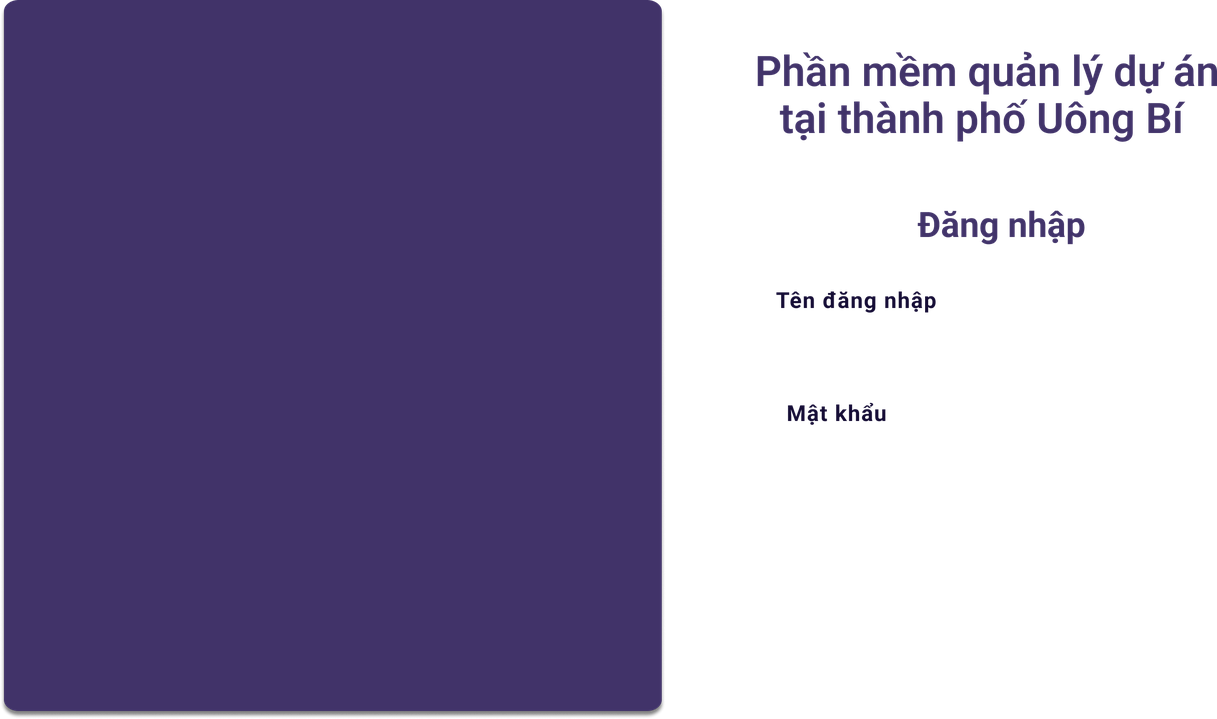 Phần mềm quản lý dự án
tại thành phố Uông Bí
Đăng nhập
Tên đăng nhập
Mật khẩu